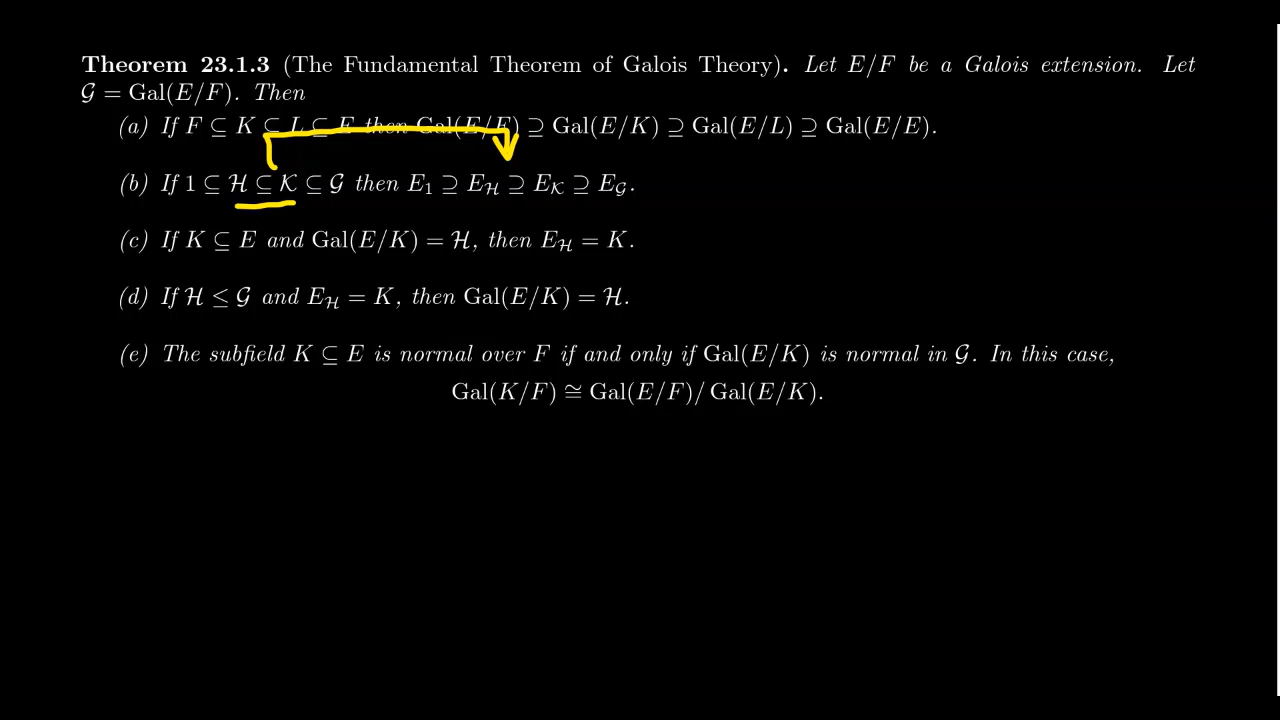 Theorem 23.1.3 (The Fundamental Theorem of Galois Theory). Let E/F be a Galois extension. Let
𝒢 = Gal(E/F). Then
(a) If F ⊆ K ⊆ L ⊆ E then Gal(E/F) ⊇ Gal(E/K) ⊇ Gal(E/L) ⊇ Gal(E/E).
(b) If 1 ⊆ ℋ ⊆ 𝒦 ⊆ 𝒢 then E₁ ⊇ E_ℋ ⊇ E_𝒦 ⊇ E_𝒢.
(c) If K ⊆ E and Gal(E/K) = ℋ, then E_ℋ = K.
(d) If ℋ ≤ 𝒢 and E_ℋ = K, then Gal(E/K) = ℋ.
(e) The subfield K ⊆ E is normal over F if and only if Gal(E/K) is normal in 𝒢. In this case,
Gal(K/F) ≅ Gal(E/F)/ Gal(E/K).